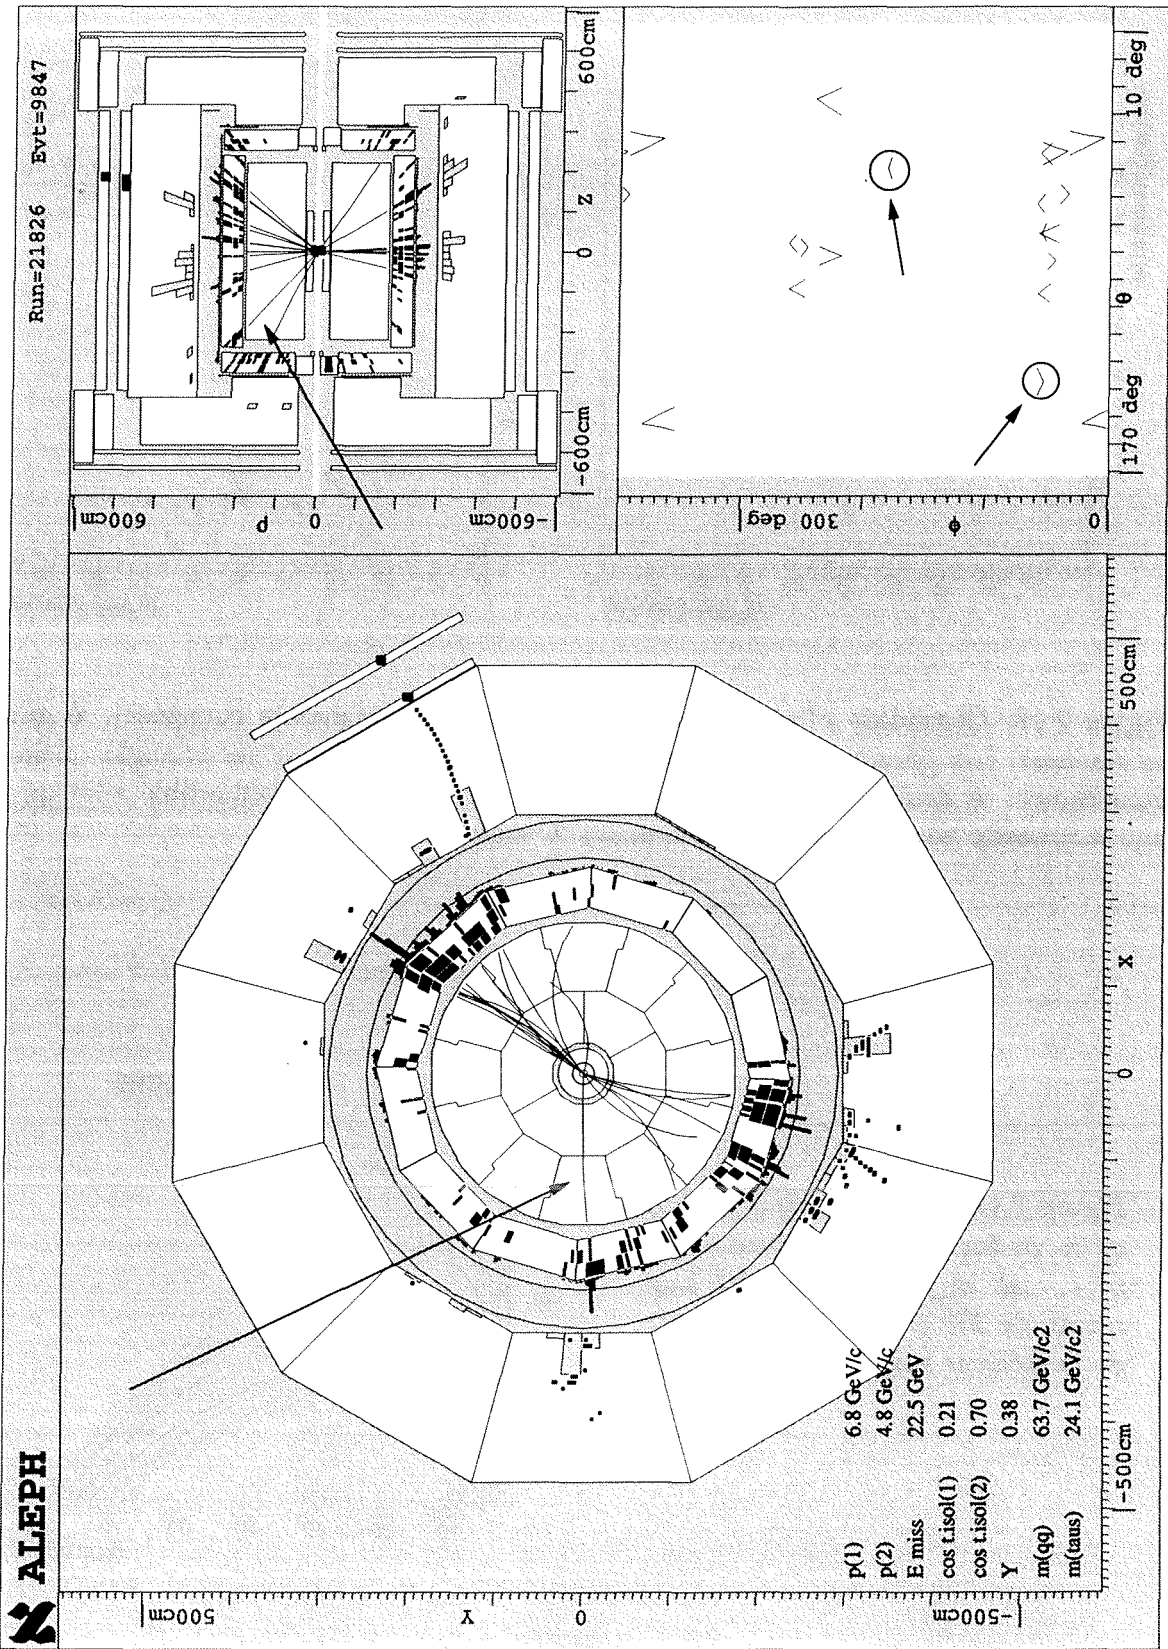 ALEPH
Run=21826 Evt=9847
600cm
ρ
0
-600cm
-600cm
0
Z
600cm
300 deg
φ
0
170 deg
θ
10 deg
500cm
Y
0
-500cm
-500cm
0
X
500cm
p(1) 6.8 GeV/c
p(2) 4.8 GeV/c
E miss 22.5 GeV
cos t.isol(1) 0.21
cos t.isol(2) 0.70
Y 0.38
m(qq) 63.7 GeV/c2
m(taus) 24.1 GeV/c2